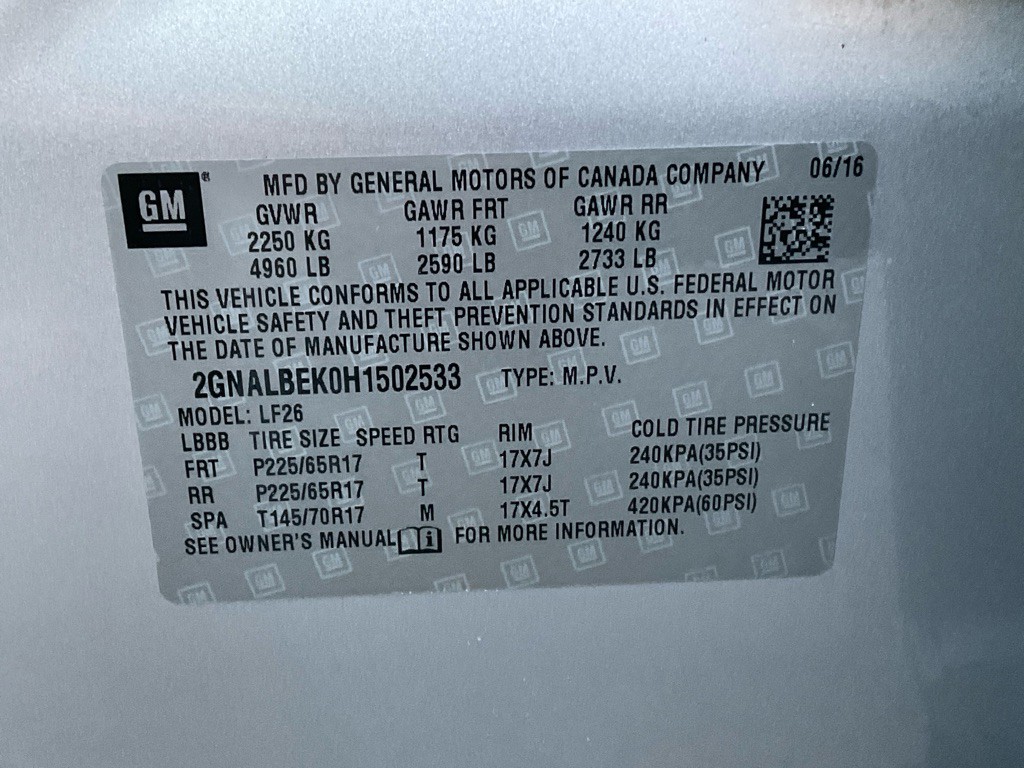 GM® MFD BY GENERAL MOTORS OF CANADA COMPANY 06/16
GVWR GAWR FRT GAWR RR
2250 KG 1175 KG 1240 KG
4960 LB 2590 LB 2733 LB
THIS VEHICLE CONFORMS TO ALL APPLICABLE U.S. FEDERAL MOTOR
VEHICLE SAFETY AND THEFT PREVENTION STANDARDS IN EFFECT ON
THE DATE OF MANUFACTURE SHOWN ABOVE.
2GNALBEK0H1502533 TYPE: M.P.V.
MODEL: LF26
LBBB TIRE SIZE SPEED RTG RIM COLD TIRE PRESSURE
FRT P225/65R17 T 17X7J 240KPA(35PSI)
RR P225/65R17 T 17X7J 240KPA(35PSI)
SPA T145/70R17 M 17X4.5T 420KPA(60PSI)
SEE OWNER'S MANUAL i FOR MORE INFORMATION.